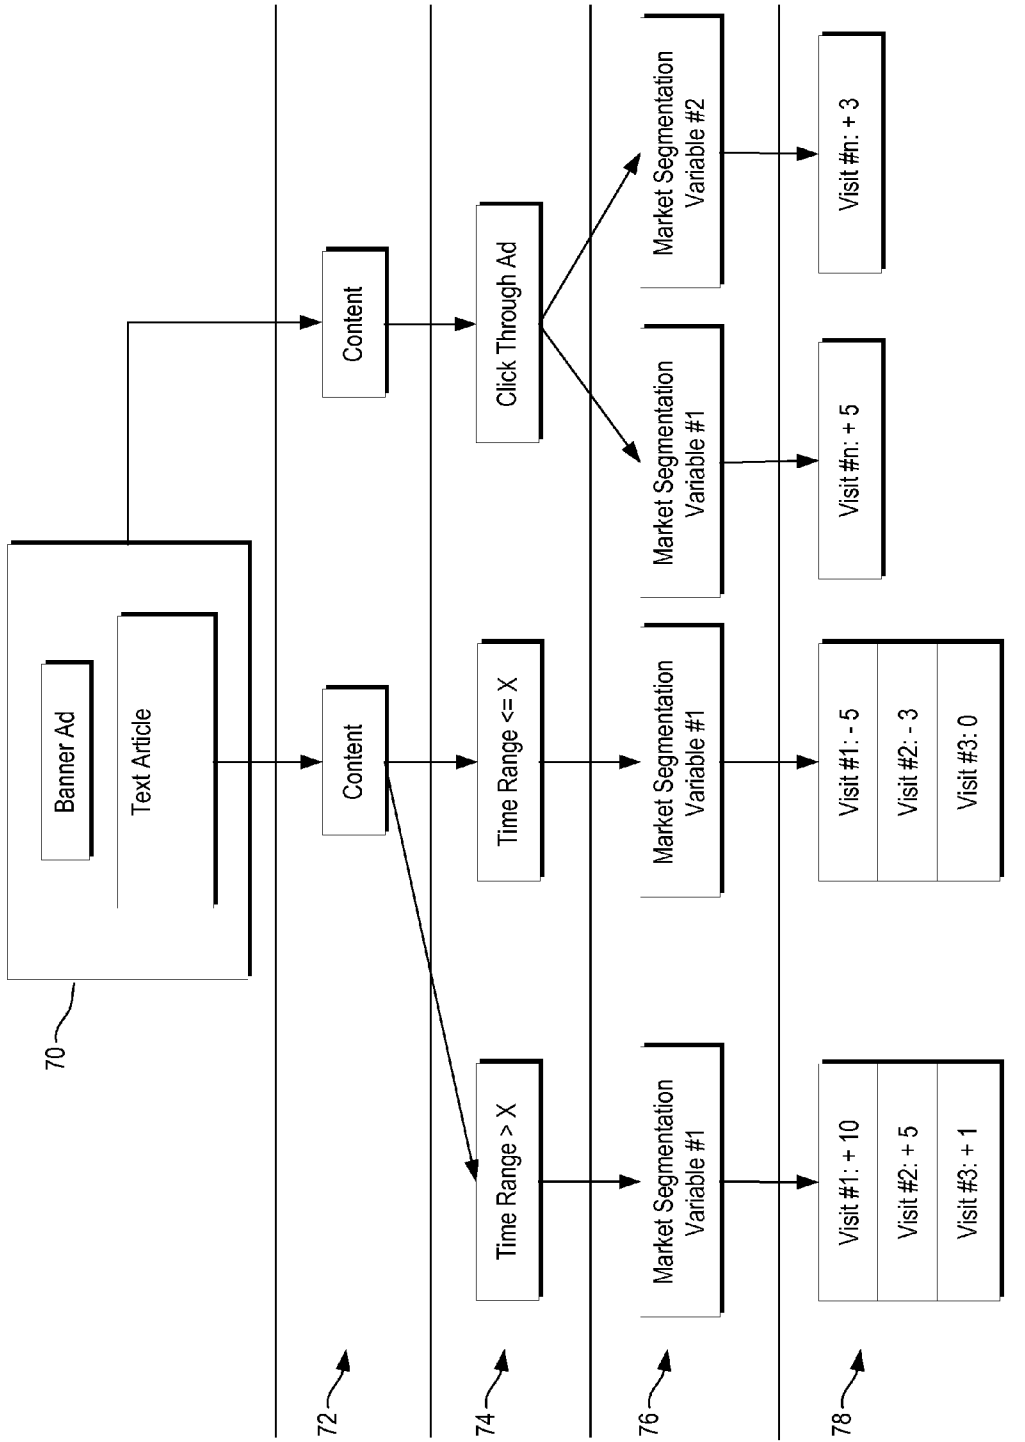 70
Banner Ad
Text Article
72
Content
Content
74
Time Range > X
Time Range <= X
Click Through Ad
76
Market Segmentation
Variable #1
Market Segmentation
Variable #1
Market Segmentation
Variable #1
Market Segmentation
Variable #2
78
Visit #1: + 10
Visit #2: + 5
Visit #3: + 1
Visit #1: - 5
Visit #2: - 3
Visit #3: 0
Visit #n: + 5
Visit #n: + 3